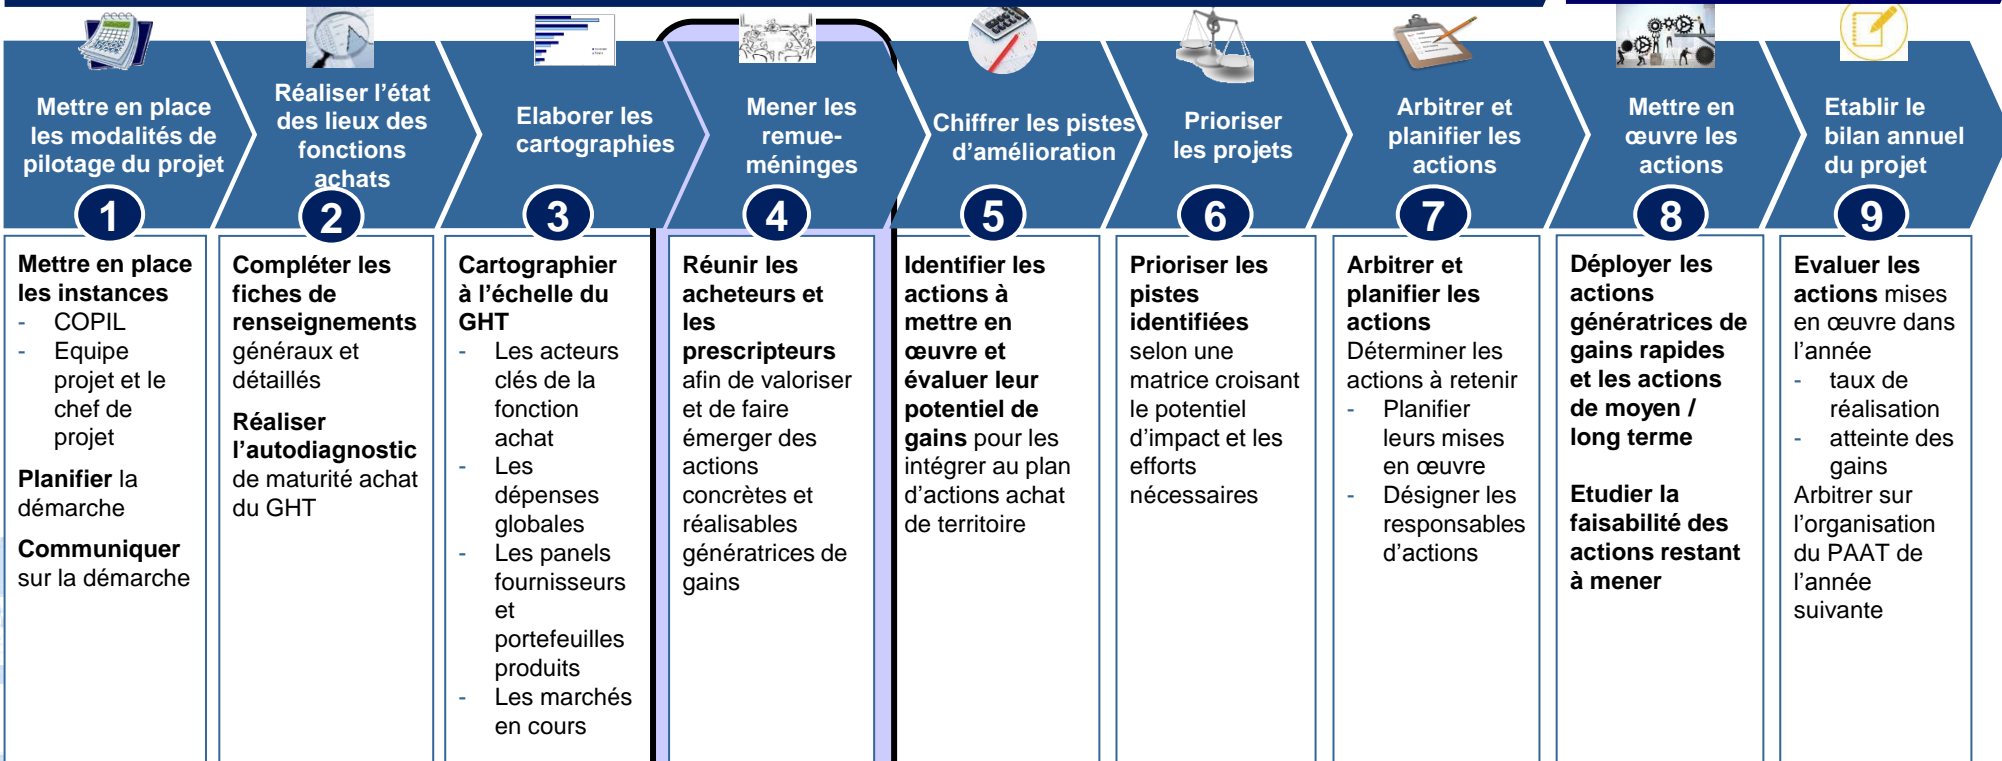 Mettre en place
les modalités de
pilotage du projet
1
Réaliser l’état
des lieux des
fonctions
achats
2
Elaborer les
cartographies
3
Mener les
remue-
méninges
4
Chiffrer les pistes
d’amélioration
5
Prioriser
les projets
6
Arbitrer et
planifier les
actions
7
Mettre en
œuvre les
actions
8
Etablir le
bilan annuel
du projet
9
Mettre en place
les instances
- COPIL
- Equipe
projet et le
chef de
projet
Planifier la
démarche
Communiquer
sur la démarche
Compléter les
fiches de
renseignements
généraux et
détaillés
Réaliser
l’autodiagnostic
de maturité achat
du GHT
Cartographier
à l’échelle du
GHT
- Les acteurs
clés de la
fonction
achat
- Les
dépenses
globales
- Les panels
fournisseurs
et
portefeuilles
produits
- Les marchés
en cours
Réunir les
acheteurs et
les
prescripteurs
afin de valoriser
et de faire
émerger des
actions
concrètes et
réalisables
génératrices de
gains
Identifier les
actions à
mettre en
œuvre et
évaluer leur
potentiel de
gains pour les
intégrer au plan
d’actions achat
de territoire
Prioriser les
pistes
identifiées
selon une
matrice croisant
le potentiel
d’impact et les
efforts
nécessaires
Arbitrer et
planifier les
actions
Déterminer les
actions à retenir
- Planifier
leurs mises
en œuvre
- Désigner les
responsables
d’actions
Déployer les
actions
génératrices de
gains rapides
et les actions
de moyen /
long terme
Etudier la
faisabilité des
actions restant
à mener
Evaluer les
actions mises
en œuvre dans
l’année
- taux de
réalisation
- atteinte des
gains
Arbitrer sur
l’organisation
du PAAT de
l’année
suivante